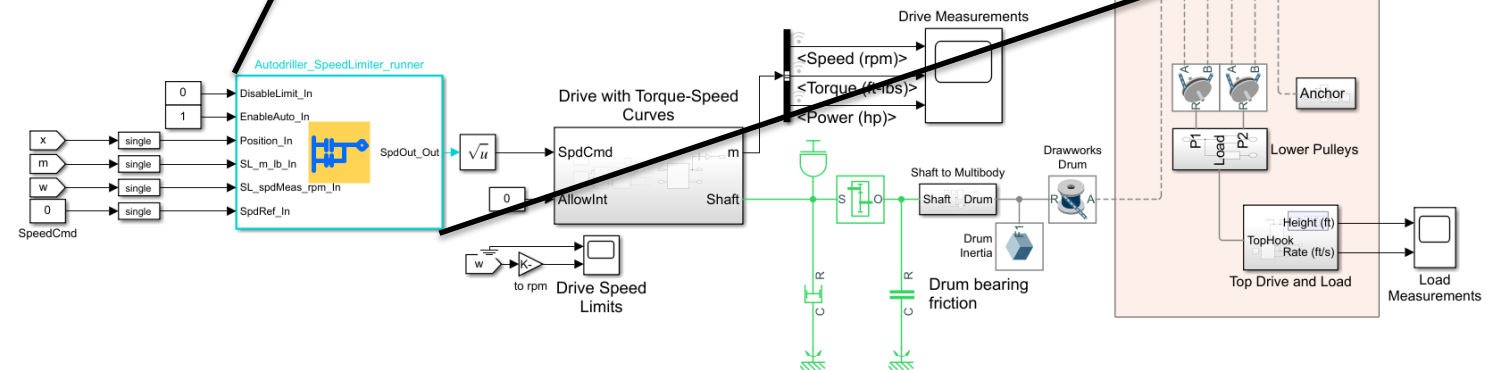 Drive Measurements
Autodriller_SpeedLimiter_runner
<Speed (rpm)>
<Torque (ft-lbs)>
<Power (hp)>
0
DisableLimit_In
1
EnableAuto_In
x
single
Position_In
m
single
SL_m_lb_In
w
single
SL_spdMeas_rpm_In
0
single
SpdRef_In
SpeedCmd
SpdOut_Out
√u
Drive with Torque-Speed
Curves
SpdCmd
m
0
AllowInt
Shaft
w
K-
to rpm
Drive Speed
Limits
S
O
R
C
R
C
Shaft to Multibody
Shaft
Drum
Drum
Inertia
F1
Drum bearing
friction
Drawworks
Drum
R
A
A
B
A
B
R
R
Anchor
P1
Load
P2
Lower Pulleys
Height (ft)
TopHook
Rate (ft/s)
Top Drive and Load
Load
Measurements